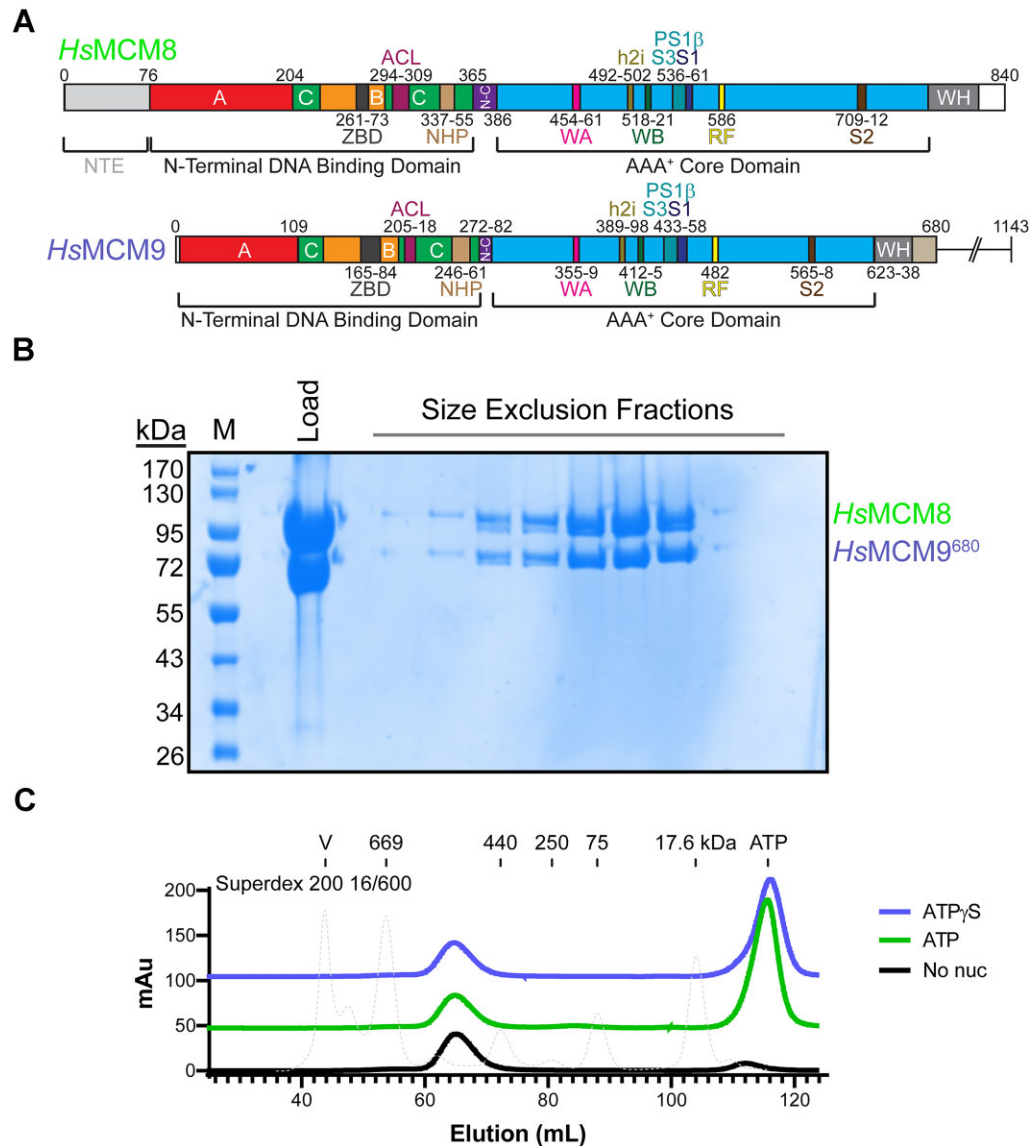 A
HsMCM8
ACL
PS1β
h2i S3S1
0 76 204 294-309 365 492-502 536-61 840
A C B C N-C WH
261-73 337-55 386 454-61 518-21 586 709-12
ZBD NHP WA WB RF S2
NTE N-Terminal DNA Binding Domain AAA+ Core Domain
PS1β
ACL h2i S3S1
0 109 205-18 272-82 389-98 433-58 680 1143
HsMCM9 A C B C N-C WH
165-84 246-61 355-9 412-5 482 565-8 623-38
ZBD NHP WA WB RF S2
N-Terminal DNA Binding Domain AAA+ Core Domain
B
kDa M Load Size Exclusion Fractions
170
130
95
72
55
43
34
26
HsMCM8
HsMCM9680
C
V 669 440 250 75 17.6 kDa ATP
Superdex 200 16/600
200
150
100
50
0
mAu
ATPγS
ATP
No nuc
40 60 80 100 120
Elution (mL)